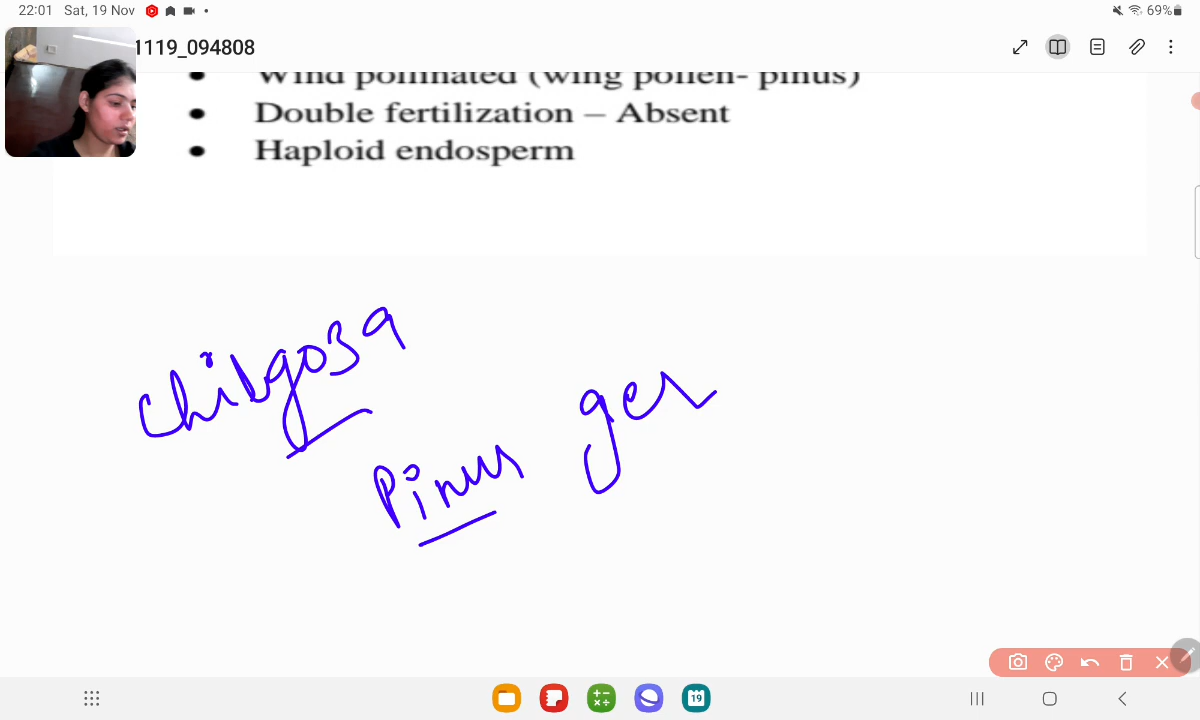 22:01 Sat, 19 Nov
69%
1119_094808
Wind pollinated (wing pollen- pinus)
Double fertilization – Absent
Haploid endosperm
Chilgoza
Pinus ger
19